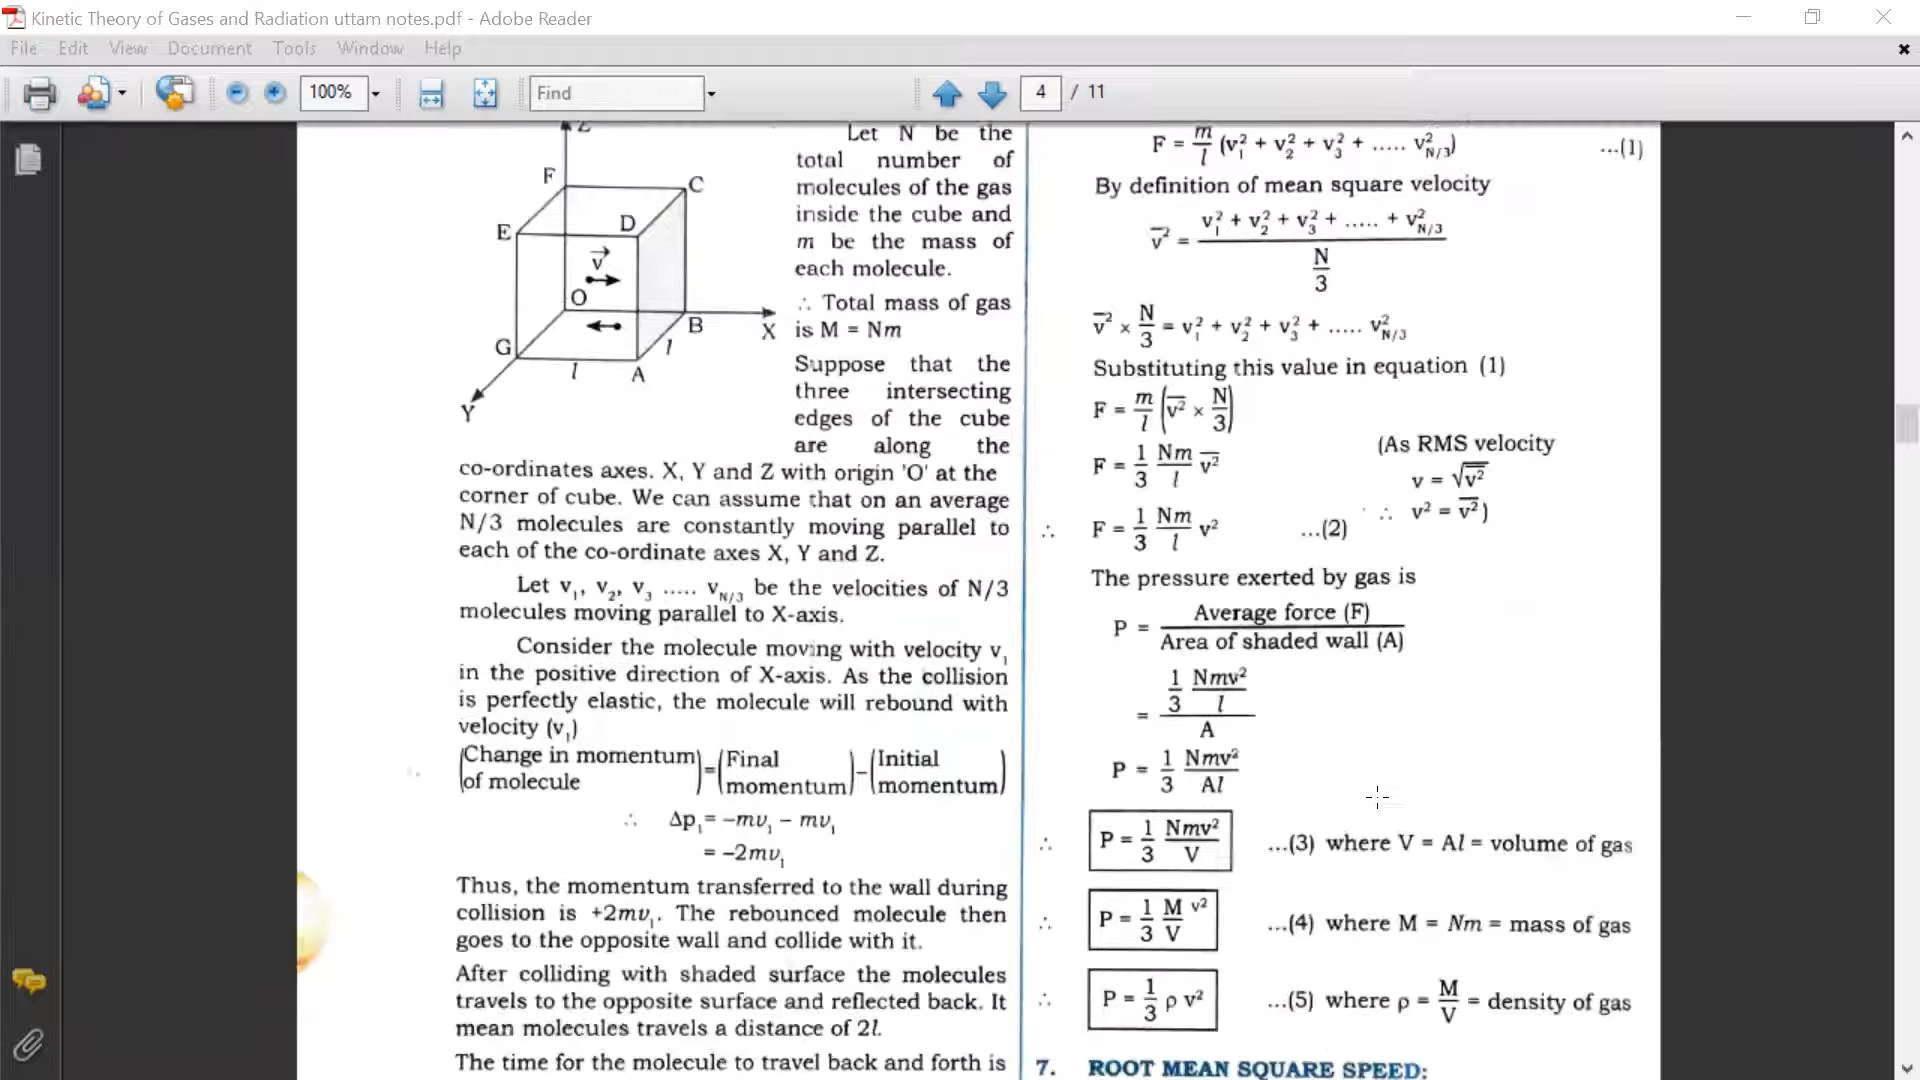 Kinetic Theory of Gases and Radiation uttam notes.pdf - Adobe Reader
File Edit View Document Tools Window Help
100% Find 4 / 11
Z
F
C
E
D
v⃗
O
B
X
G
l
l
A
Y
Let N be the
total number of
molecules of the gas
inside the cube and
m be the mass of
each molecule.
∴ Total mass of gas
is M = Nm
Suppose that the
three intersecting
edges of the cube
are along the
co-ordinates axes. X, Y and Z with origin 'O' at the
corner of cube. We can assume that on an average
N/3 molecules are constantly moving parallel to
each of the co-ordinate axes X, Y and Z.
Let v₁, v₂, v₃ ..... v_N/3 be the velocities of N/3
molecules moving parallel to X-axis.
Consider the molecule moving with velocity v₁
in the positive direction of X-axis. As the collision
is perfectly elastic, the molecule will rebound with
velocity (v₁)
(Change in momentum of molecule) = (Final momentum) − (Initial momentum)
∴ Δp₁ = −mv₁ − mv₁
= −2mv₁
Thus, the momentum transferred to the wall during
collision is +2mv₁. The rebounced molecule then
goes to the opposite wall and collide with it.
After colliding with shaded surface the molecules
travels to the opposite surface and reflected back. It
mean molecules travels a distance of 2l.
The time for the molecule to travel back and forth is
F = m/l (v₁² + v₂² + v₃² + ..... v²_N/3) ...(1)
By definition of mean square velocity
v̅² = (v₁² + v₂² + v₃² + ..... + v²_N/3) / (N/3)
v̅² × N/3 = v₁² + v₂² + v₃² + ..... v²_N/3
Substituting this value in equation (1)
F = m/l (v̅² × N/3)
F = 1/3 Nm/l v̅² (As RMS velocity
v = √v̅²
∴ v² = v̅²)
∴ F = 1/3 Nm/l v² ...(2)
The pressure exerted by gas is
P = Average force (F) / Area of shaded wall (A)
= (1/3 Nmv²/l) / A
P = 1/3 Nmv²/Al
∴ P = 1/3 Nmv²/V ...(3) where V = Al = volume of gas
∴ P = 1/3 M/V v² ...(4) where M = Nm = mass of gas
∴ P = 1/3 ρ v² ...(5) where ρ = M/V = density of gas
7. ROOT MEAN SQUARE SPEED: